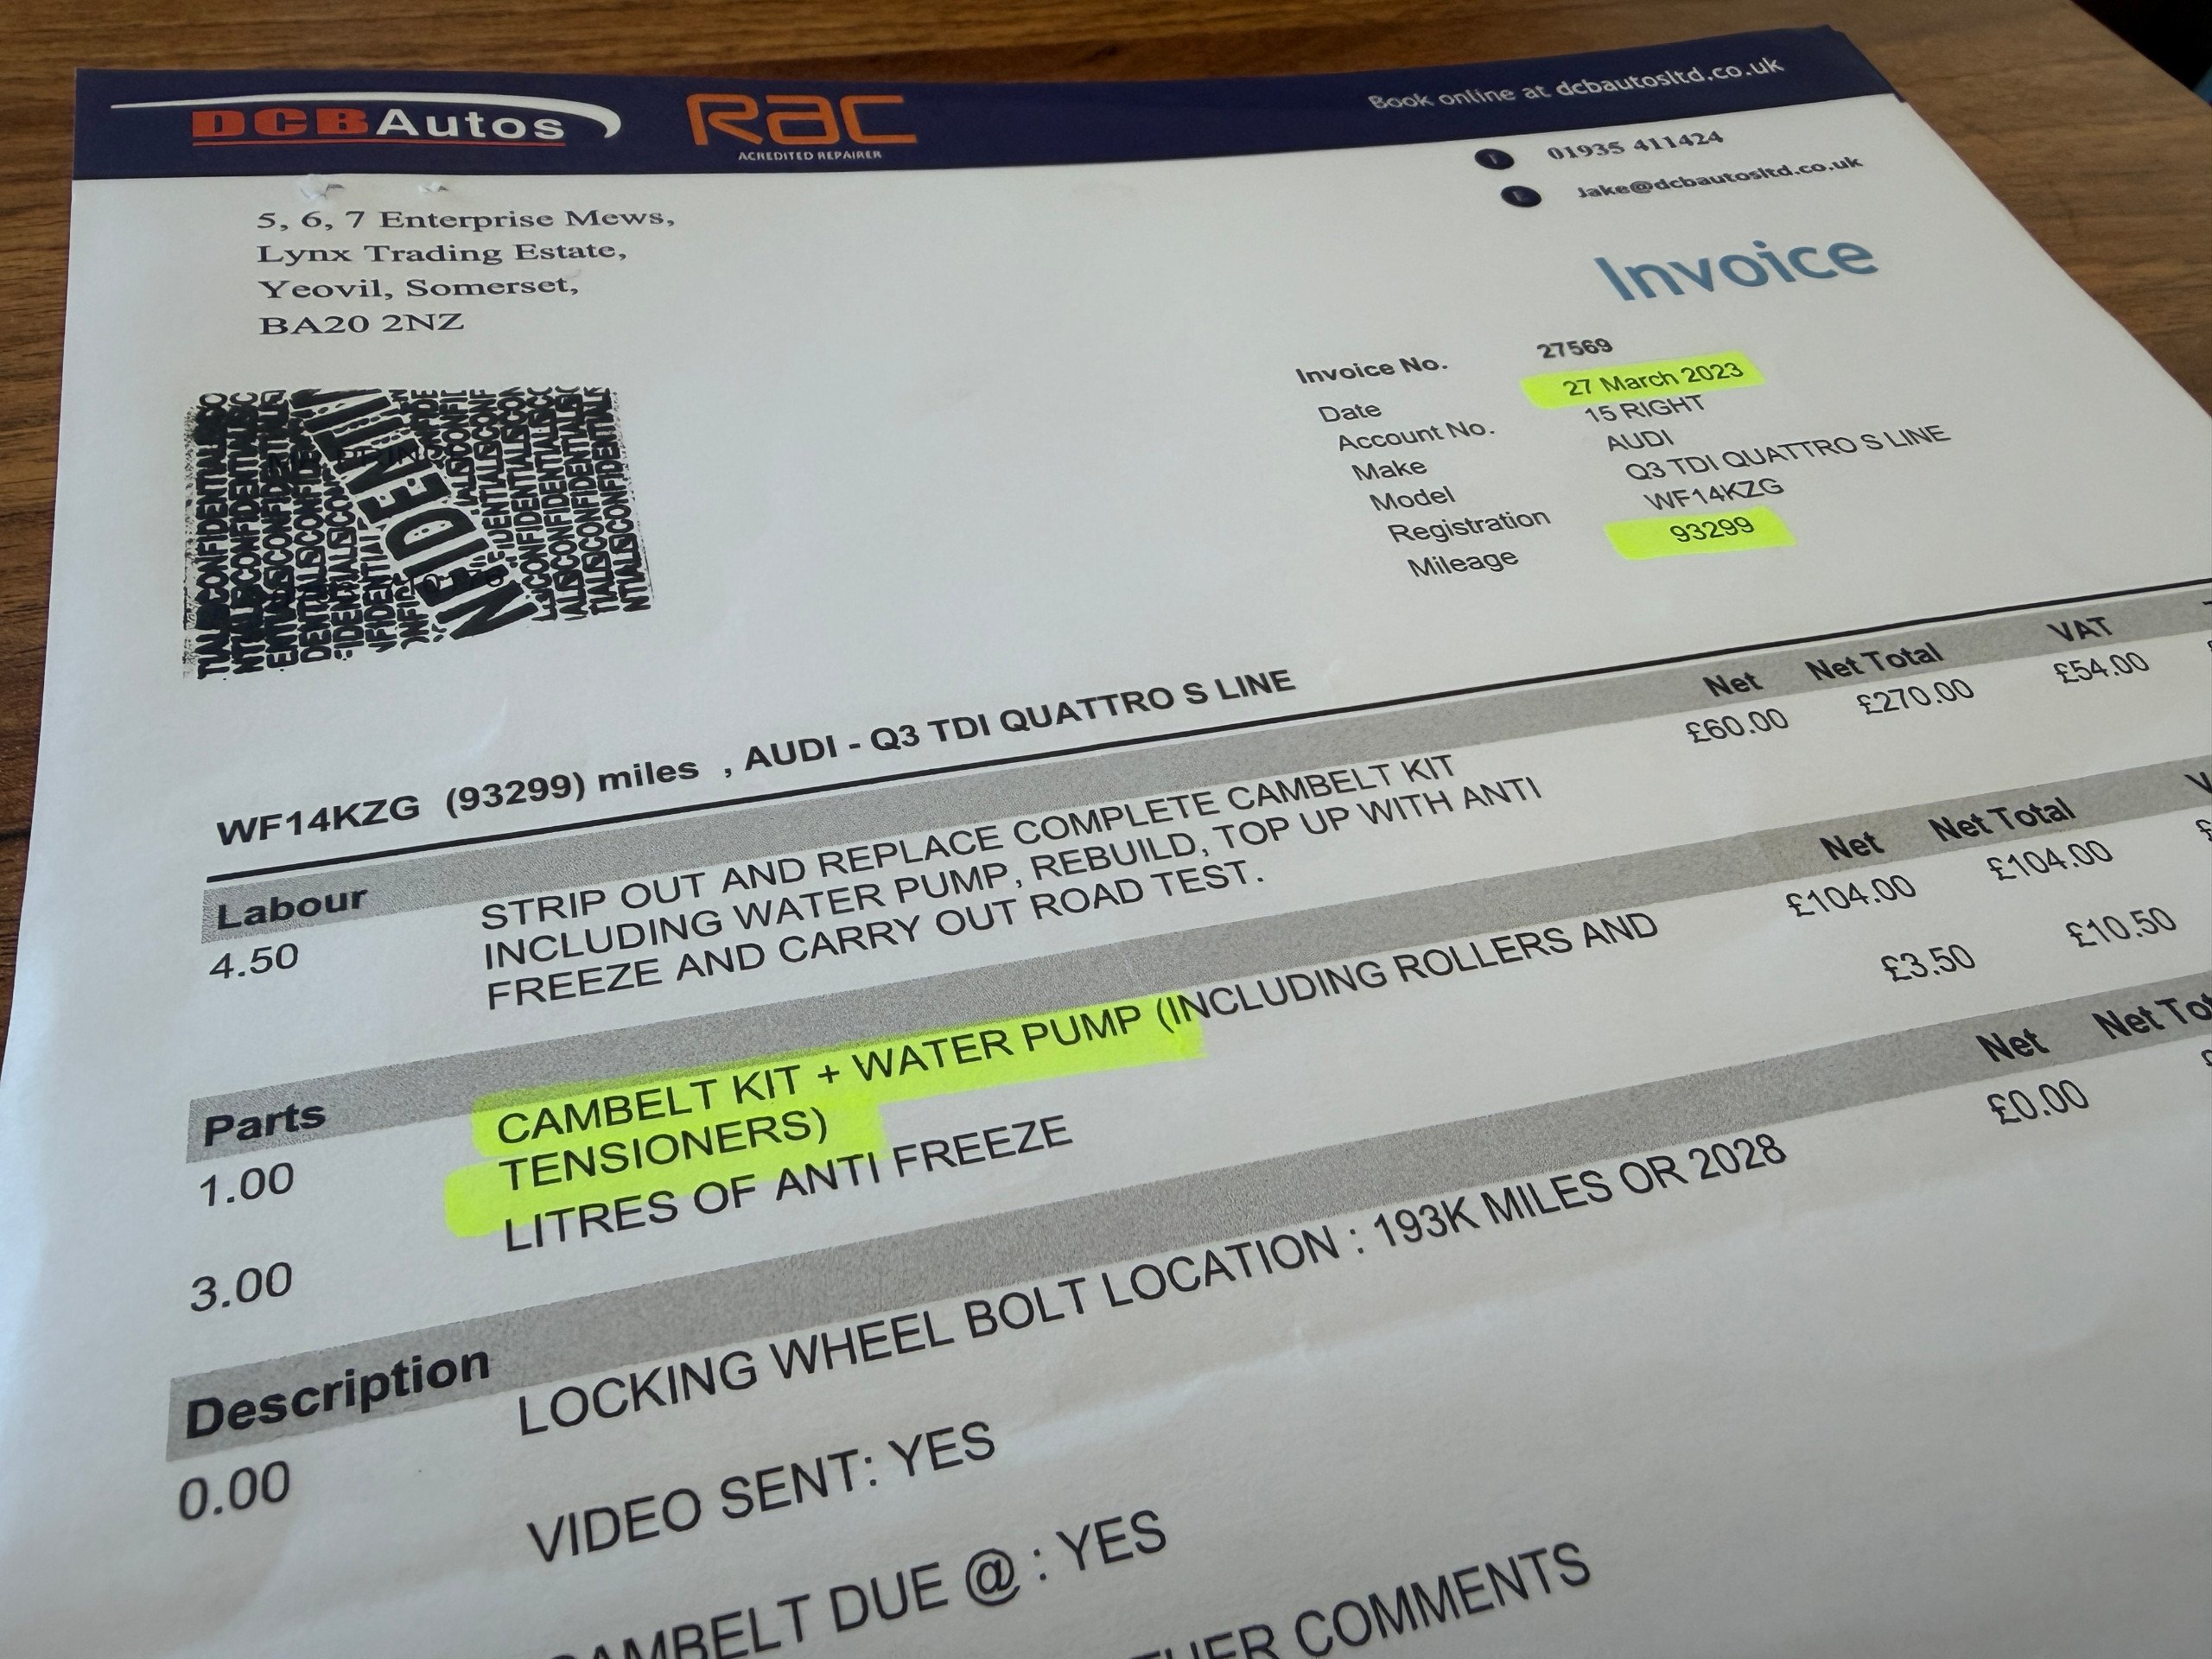 DCBAutos
RAC
ACREDITED REPAIRER
Book online at dcbautosltd.co.uk
01935 411424
Jake@dcbautosltd.co.uk
5, 6, 7 Enterprise Mews,
Lynx Trading Estate,
Yeovil, Somerset,
BA20 2NZ
Invoice
Invoice No. 27569
Date 27 March 2023
Account No. 15 RIGHT
Make AUDI
Model Q3 TDI QUATTRO S LINE
Registration WF14KZG
Mileage 93299
WF14KZG (93299) miles , AUDI - Q3 TDI QUATTRO S LINE
Labour Net Net Total VAT
4.50 STRIP OUT AND REPLACE COMPLETE CAMBELT KIT £60.00 £270.00 £54.00
INCLUDING WATER PUMP, REBUILD, TOP UP WITH ANTI
FREEZE AND CARRY OUT ROAD TEST.
Parts Net Net Total
1.00 CAMBELT KIT + WATER PUMP (INCLUDING ROLLERS AND £104.00 £104.00
TENSIONERS)
3.00 LITRES OF ANTI FREEZE £3.50 £10.50
Description Net Net
0.00 LOCKING WHEEL BOLT LOCATION : 193K MILES OR 2028 £0.00
VIDEO SENT: YES
CAMBELT DUE @ : YES
COMMENTS